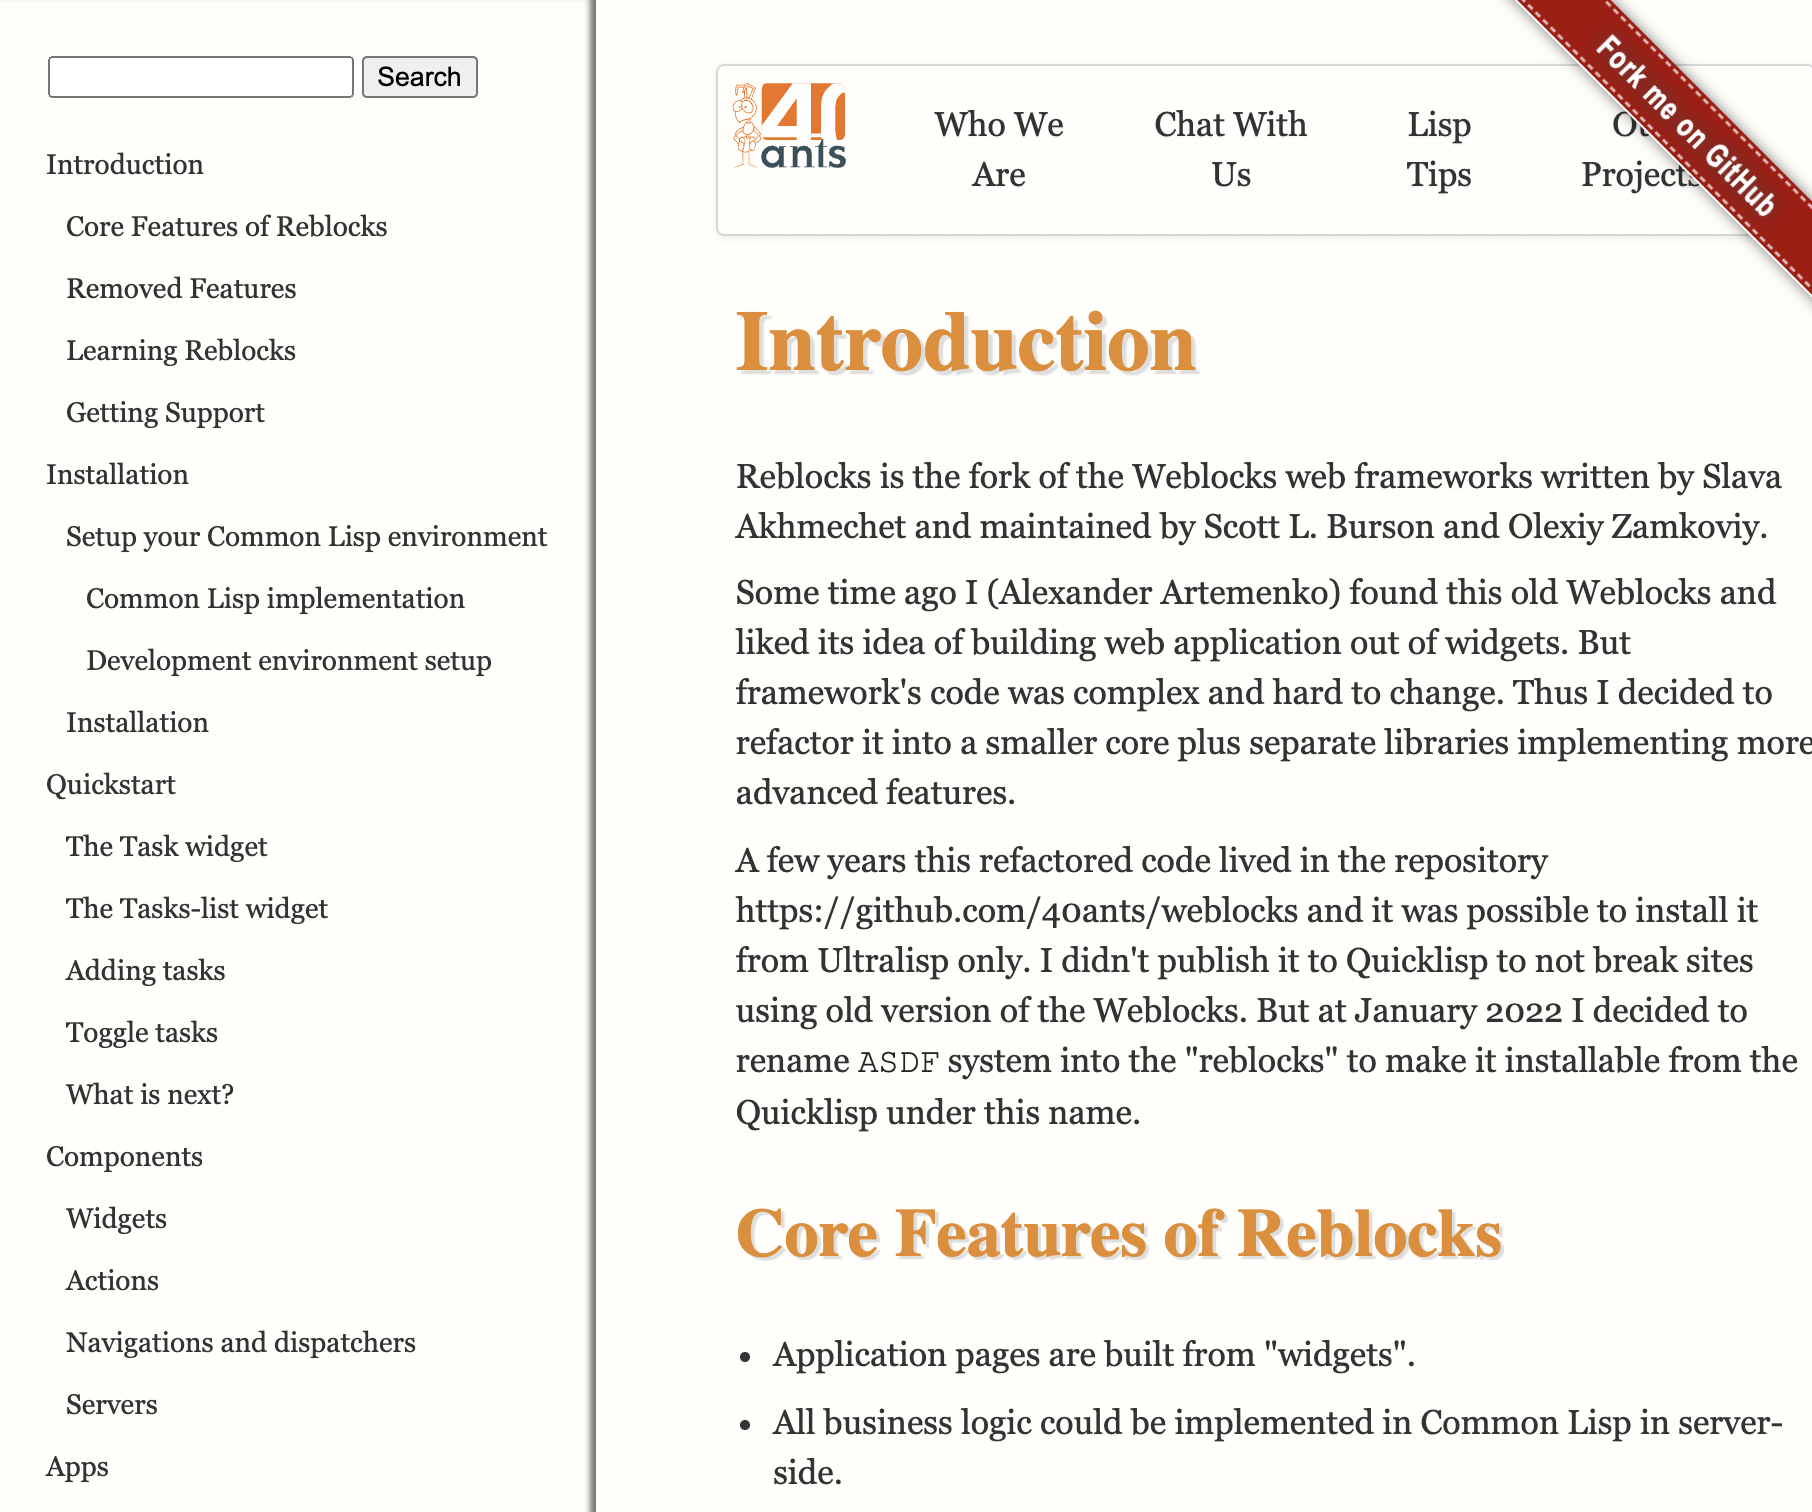 Search
Introduction
Core Features of Reblocks
Removed Features
Learning Reblocks
Getting Support
Installation
Setup your Common Lisp environment
Common Lisp implementation
Development environment setup
Installation
Quickstart
The Task widget
The Tasks-list widget
Adding tasks
Toggle tasks
What is next?
Components
Widgets
Actions
Navigations and dispatchers
Servers
Apps
40
ants
Who We
Are
Chat With
Us
Lisp
Tips
Projects
Fork me on GitHub
Introduction
Reblocks is the fork of the Weblocks web frameworks written by Slava
Akhmechet and maintained by Scott L. Burson and Olexiy Zamkoviy.
Some time ago I (Alexander Artemenko) found this old Weblocks and
liked its idea of building web application out of widgets. But
framework's code was complex and hard to change. Thus I decided to
refactor it into a smaller core plus separate libraries implementing more
advanced features.
A few years this refactored code lived in the repository
https://github.com/40ants/weblocks and it was possible to install it
from Ultralisp only. I didn't publish it to Quicklisp to not break sites
using old version of the Weblocks. But at January 2022 I decided to
rename ASDF system into the "reblocks" to make it installable from the
Quicklisp under this name.
Core Features of Reblocks
• Application pages are built from "widgets".
• All business logic could be implemented in Common Lisp in server-
side.